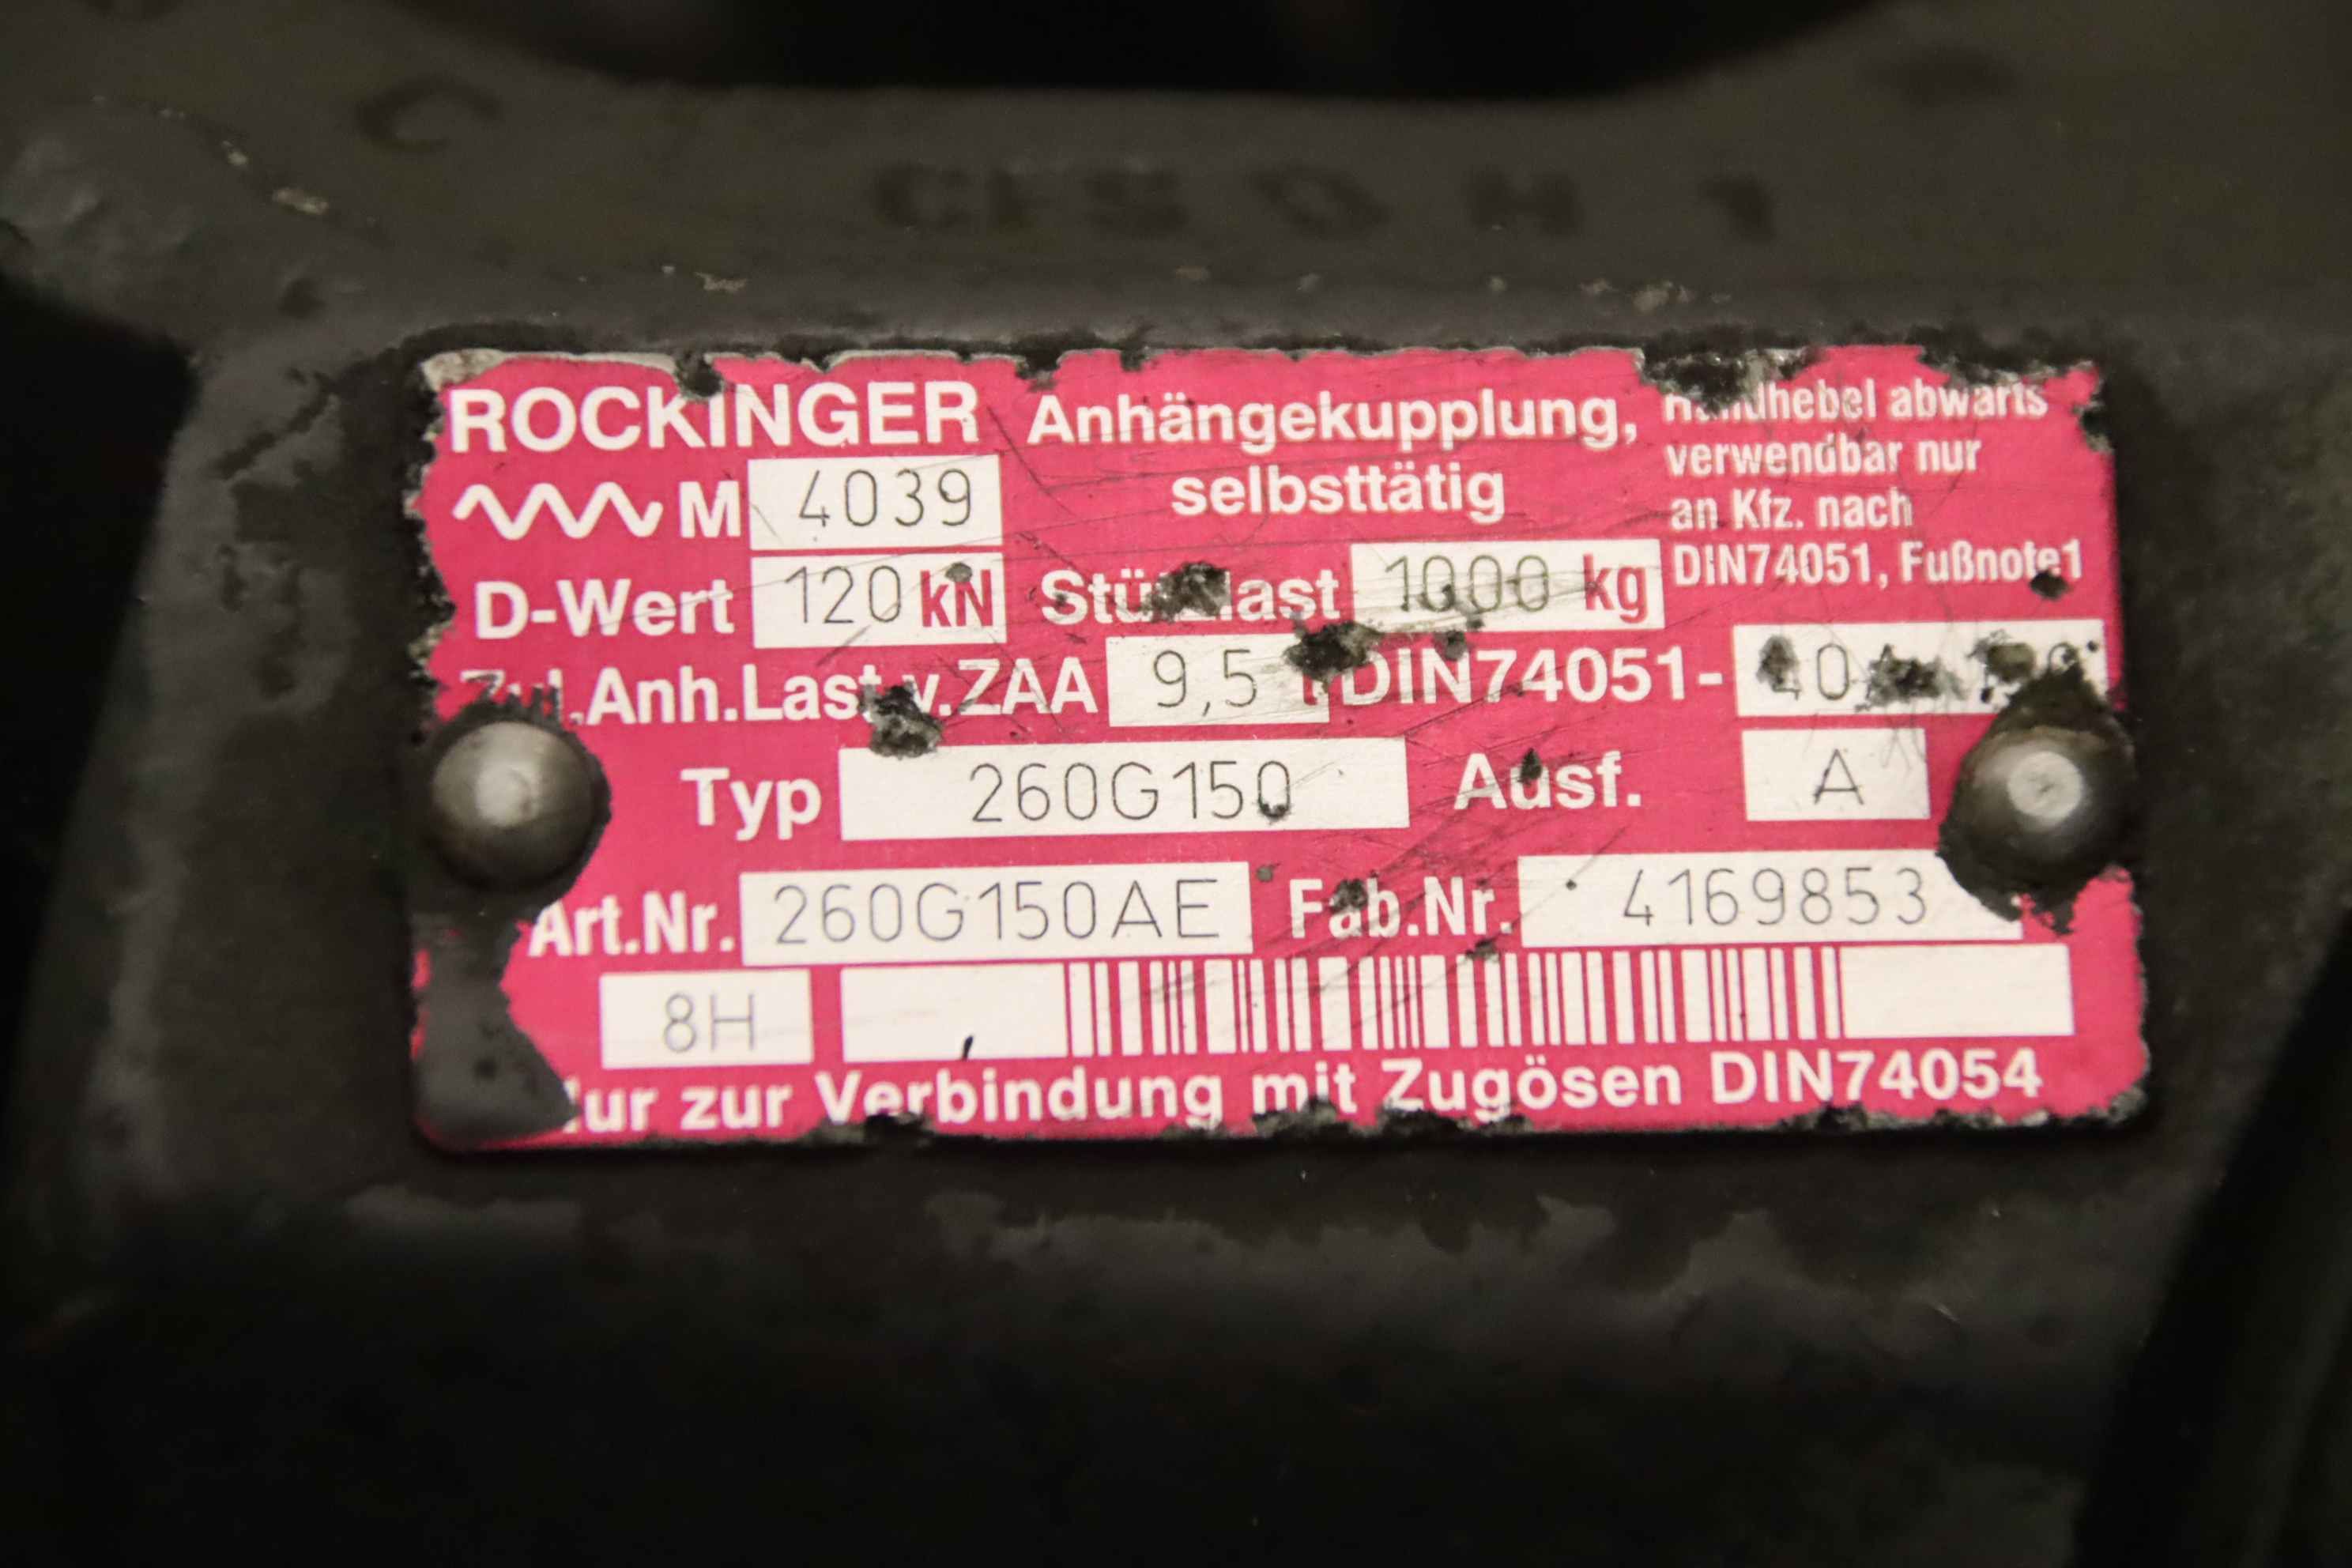 ROCKINGER Anhängekupplung, selbsttätig
abwärts
verwendbar nur
an Kfz. nach
DIN74051, Fußnote1
M 4039
D-Wert 120 kN 1000 kg
Anh.Last v.ZAA 9,5 t DIN74051-
Typ 260G150 Ausf. A
Art.Nr. 260G150AE Fab.Nr. 4169853
8H
zur Verbindung mit Zugösen DIN74054